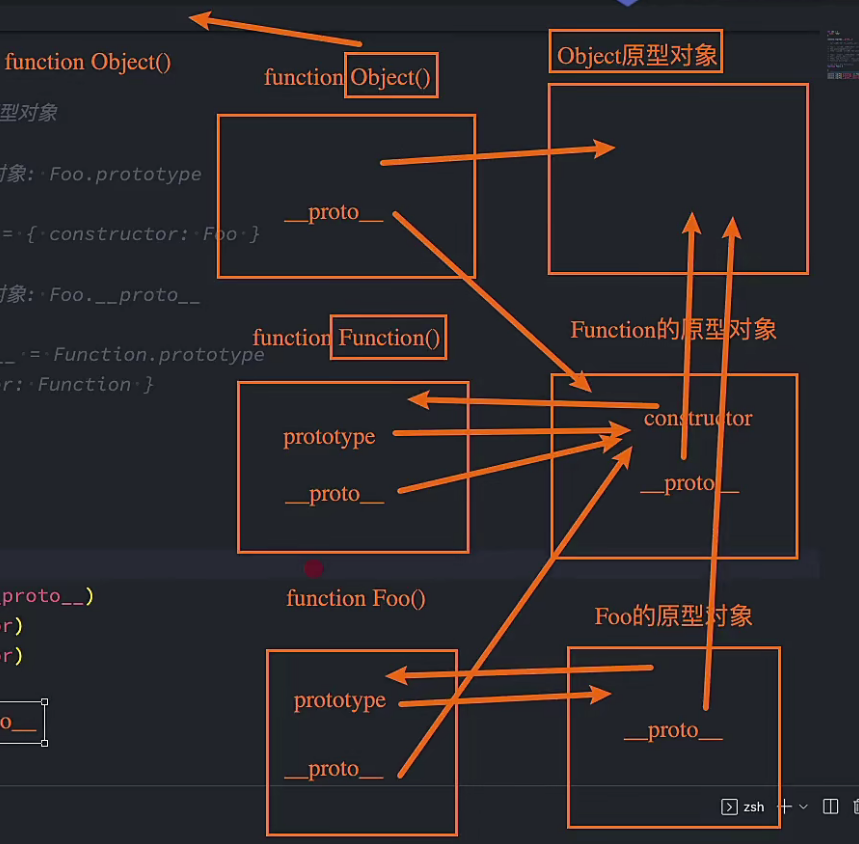 function Object()
function Object()
Object原型对象
型对象
对象: Foo.prototype
= { constructor: Foo }
__proto__
对象: Foo.__proto__
function Function()
Function的原型对象
__ = Function.prototype
or: Function }
prototype
__proto__
constructor
__proto__
proto__)
or)
or)
function Foo()
Foo的原型对象
o__
prototype
__proto__
__proto__
zsh